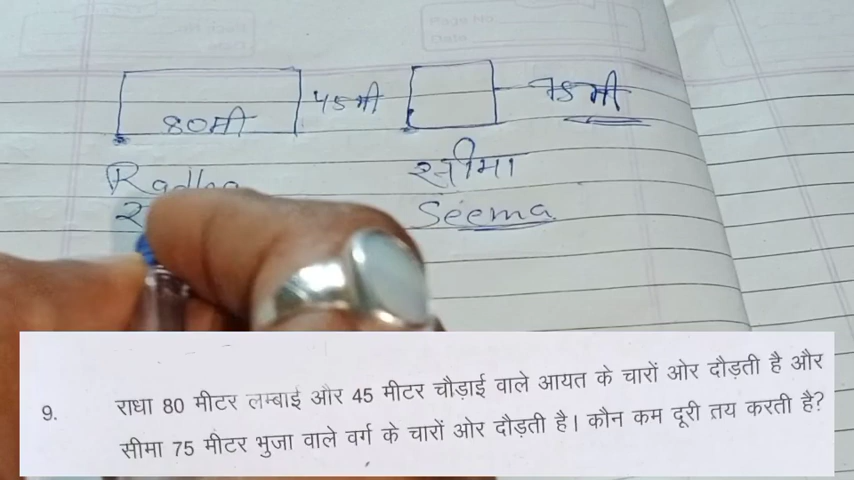 80मी
45मी
75मी
Radha
सीमा
Seema
9. राधा 80 मीटर लम्बाई और 45 मीटर चौड़ाई वाले आयत के चारों ओर दौड़ती है और
सीमा 75 मीटर भुजा वाले वर्ग के चारों ओर दौड़ती है। कौन कम दूरी तय करती है?